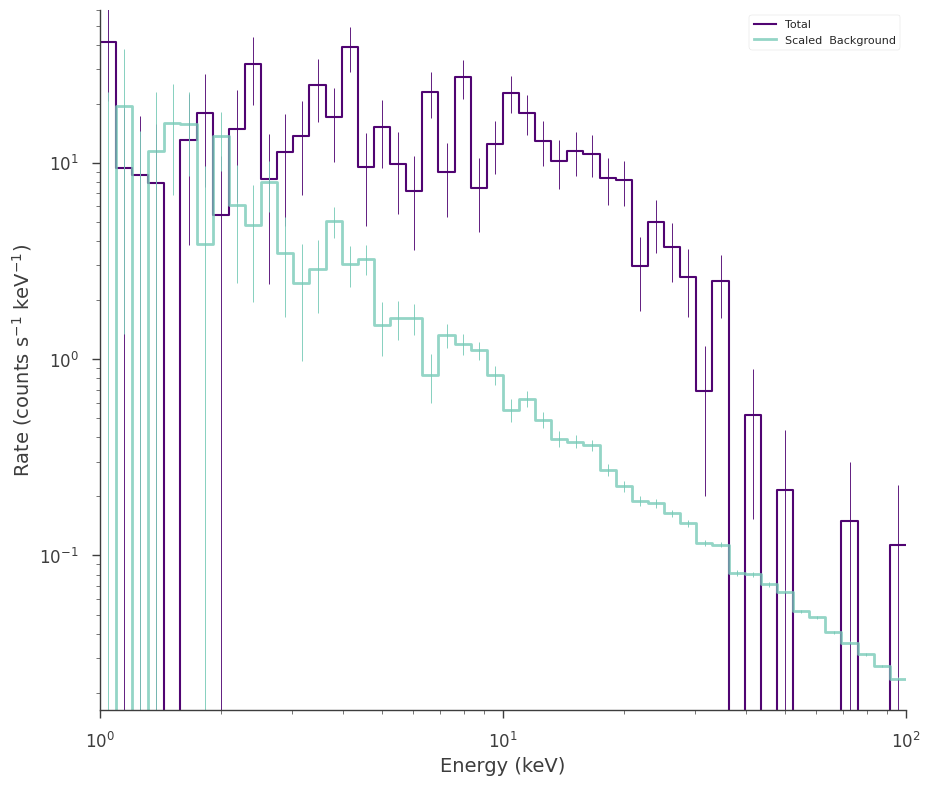 Total
Scaled  Background
Rate (counts s⁻¹ keV⁻¹)
10¹
10⁰
10⁻¹
10⁰
10¹
10²
Energy (keV)